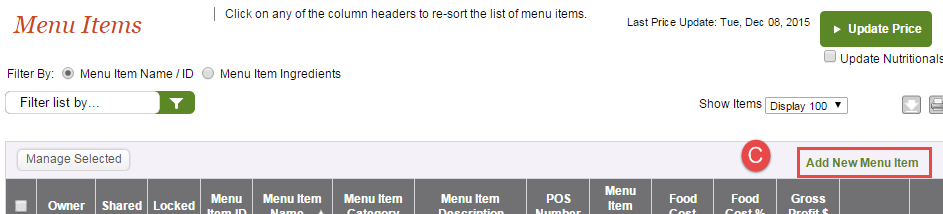 Menu Items
Click on any of the column headers to re-sort the list of menu items.
Last Price Update: Tue, Dec 08, 2015
Update Price
Update Nutritionals
Filter By: Menu Item Name / ID Menu Item Ingredients
Filter list by...
Show Items Display 100
Manage Selected
C
Add New Menu Item
Owner Shared Locked Menu Item ID Menu Item Name Menu Item Category Menu Item Description POS Number Menu Item Food Cost Food Cost % Gross Profit $